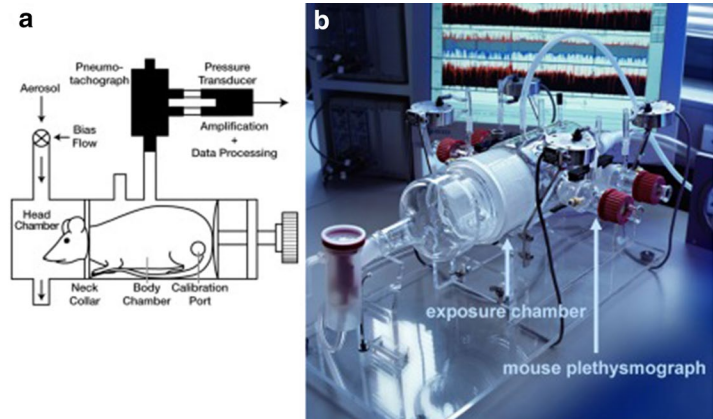 a
Pneumo-
tachograph
Pressure
Transducer
Aerosol
Bias
Flow
Amplification
+
Data Processing
Head
Chamber
Neck
Collar
Body
Chamber
Calibration
Port
b
exposure chamber
mouse plethysmograph